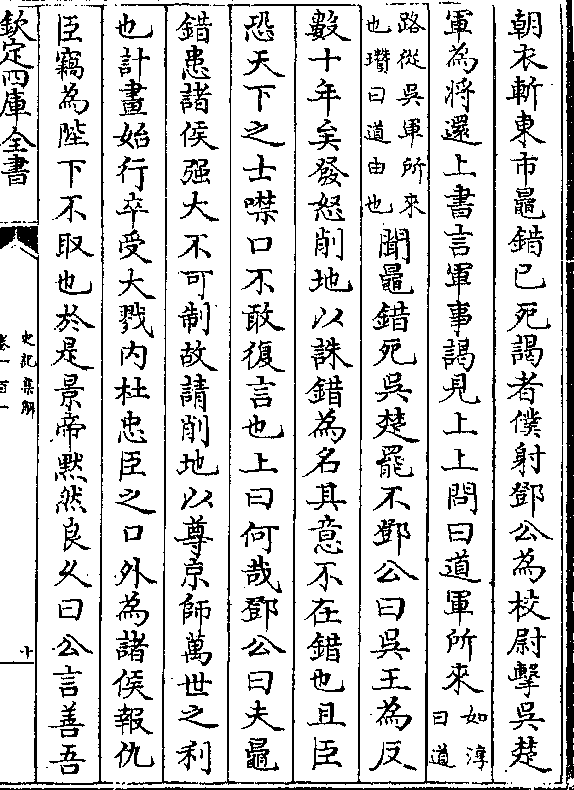 朝衣斬東市鼂錯已死謁者僕射鄧公為校尉擊吳楚
軍為將還上書言軍事謁見上上問曰道軍所來如淳曰道
路從吳軍所來也瓚曰道由也聞鼂錯死吳楚罷不鄧公曰吳王為反
數十年矣發怒削地以誅錯為名其意不在錯也且臣
恐天下之士噤口不敢復言也上曰何哉鄧公曰夫鼂
錯患諸侯强大不可制故請削地以尊京師萬世之利
也計畫始行卒受大戮内杜忠臣之口外為諸侯報仇
臣竊為陛下不取也於是景帝黙然良久曰公言善吾
欽定四庫全書
史記集解
卷一百一
十